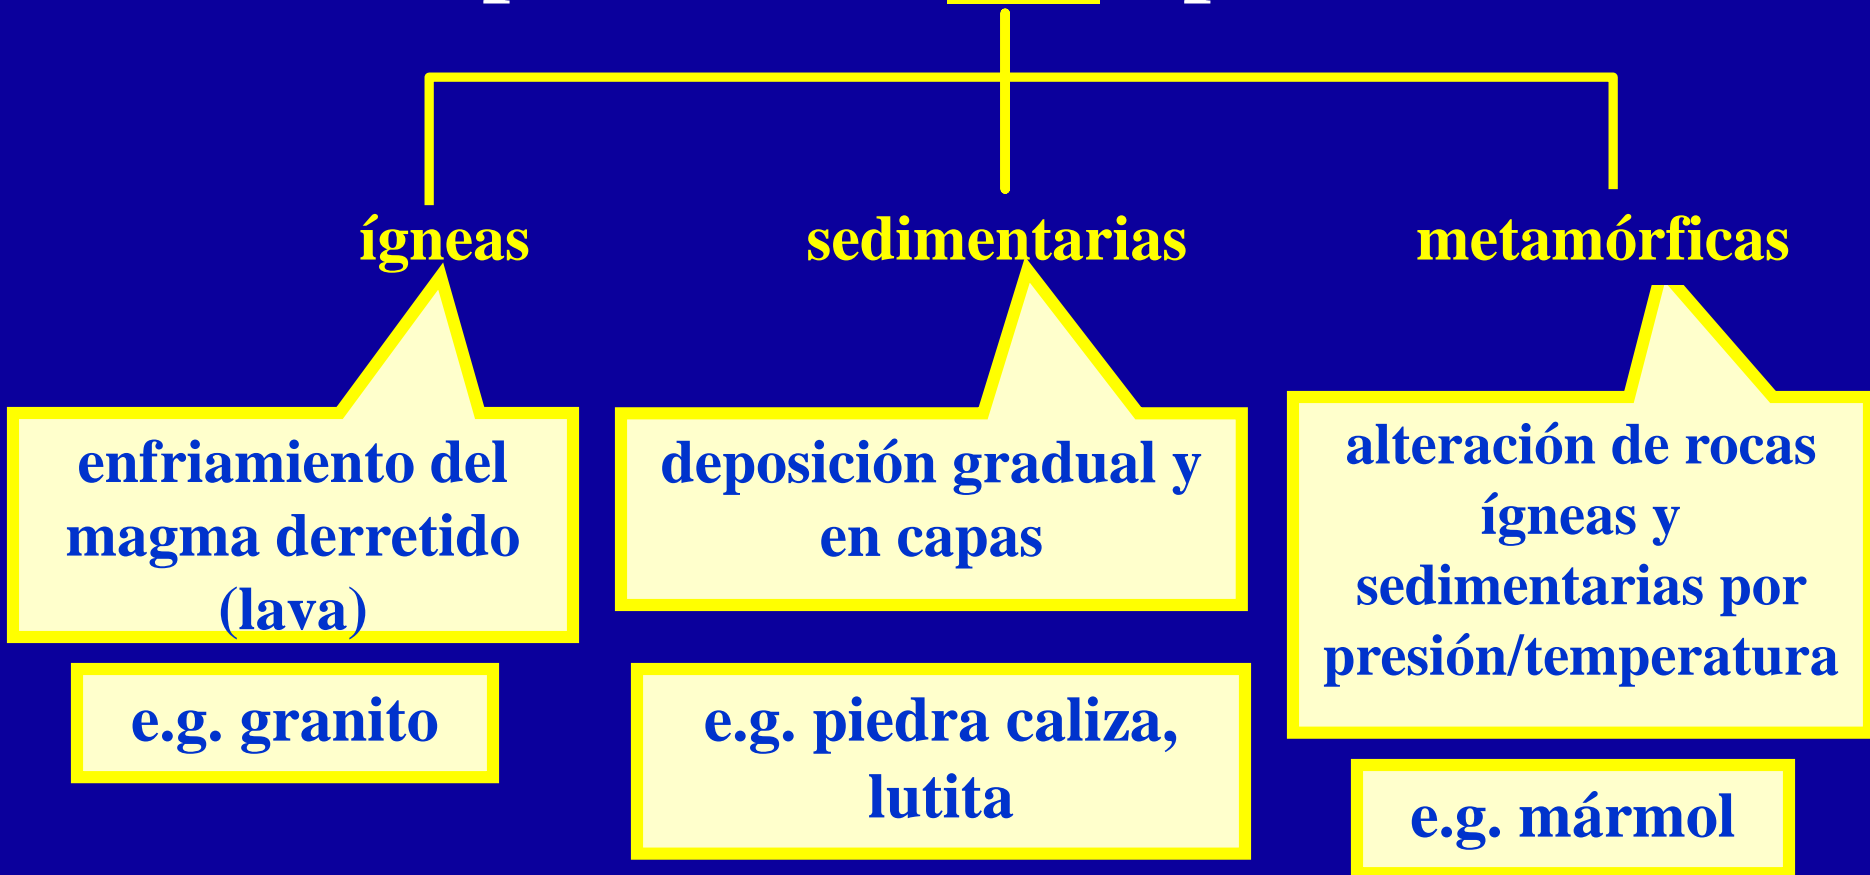 ígneas
sedimentarias
metamórficas
enfriamiento del
magma derretido
(lava)
deposición gradual y
en capas
alteración de rocas
ígneas y
sedimentarias por
presión/temperatura
e.g. granito
e.g. piedra caliza,
lutita
e.g. mármol